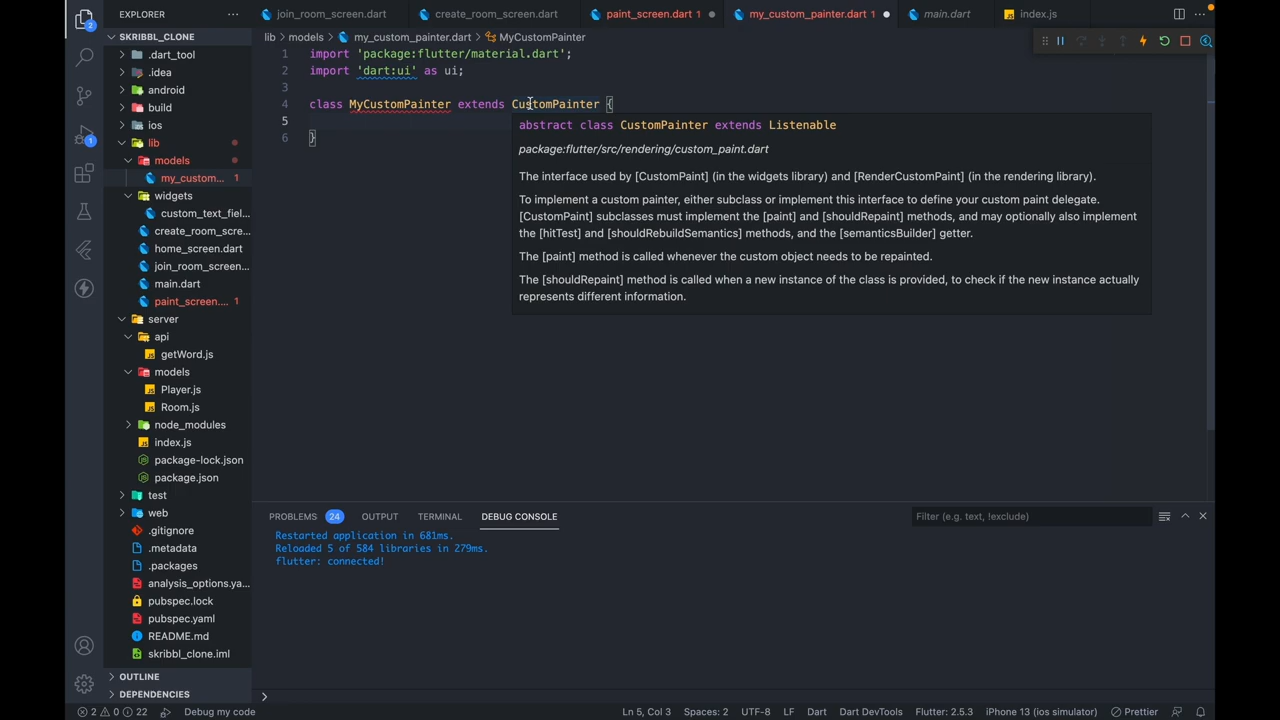 EXPLORER
SKRIBBL_CLONE
.dart_tool
.idea
android
build
ios
lib
models
my_custom... 1
widgets
custom_text_fiel...
create_room_scre...
home_screen.dart
join_room_screen...
main.dart
paint_screen.... 1
server
api
getWord.js
models
Player.js
Room.js
node_modules
index.js
package-lock.json
package.json
test
web
.gitignore
.metadata
.packages
analysis_options.ya...
pubspec.lock
pubspec.yaml
README.md
skribbl_clone.iml
OUTLINE
DEPENDENCIES
2
1
join_room_screen.dart
create_room_screen.dart
paint_screen.dart 1
my_custom_painter.dart 1
main.dart
index.js
lib > models > my_custom_painter.dart > MyCustomPainter
1 import 'package:flutter/material.dart';
2 import 'dart:ui' as ui;
3
4 class MyCustomPainter extends CustomPainter {
5
6 }
abstract class CustomPainter extends Listenable
package:flutter/src/rendering/custom_paint.dart
The interface used by [CustomPaint] (in the widgets library) and [RenderCustomPaint] (in the rendering library).
To implement a custom painter, either subclass or implement this interface to define your custom paint delegate.
[CustomPaint] subclasses must implement the [paint] and [shouldRepaint] methods, and may optionally also implement
the [hitTest] and [shouldRebuildSemantics] methods, and the [semanticsBuilder] getter.
The [paint] method is called whenever the custom object needs to be repainted.
The [shouldRepaint] method is called when a new instance of the class is provided, to check if the new instance actually
represents different information.
PROBLEMS 24 OUTPUT TERMINAL DEBUG CONSOLE
Filter (e.g. text, !exclude)
Restarted application in 681ms.
Reloaded 5 of 584 libraries in 279ms.
flutter: connected!
2 0 22 Debug my code Ln 5, Col 3 Spaces: 2 UTF-8 LF Dart Dart DevTools Flutter: 2.5.3 iPhone 13 (ios simulator) Prettier